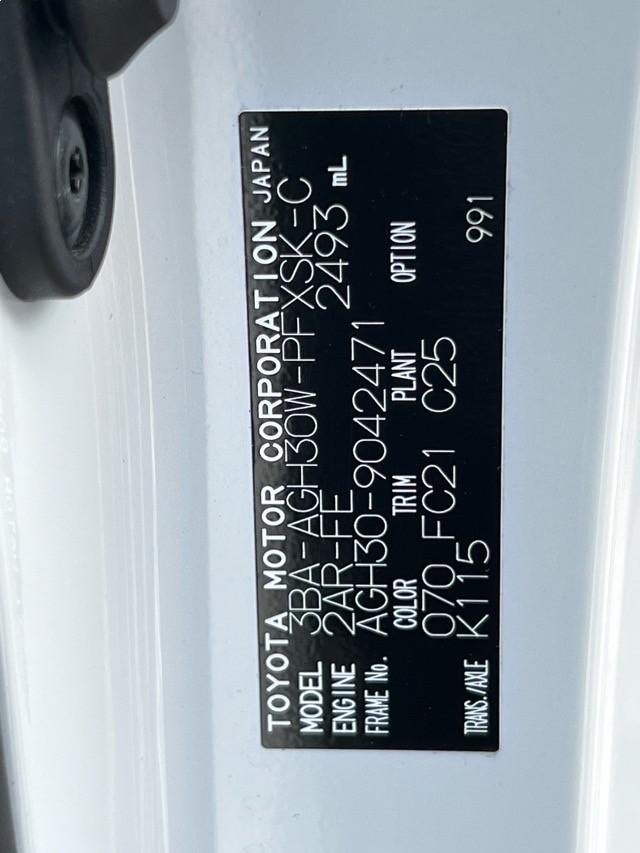 TOYOTA MOTOR CORPORATION JAPAN
MODEL 3BA-AGH30W-PFXSK-C
ENGINE 2AR-FE 2493 mL
FRAME No. AGH30-9042471
COLOR TRIM PLANT OPTION
070 FC21 C25
TRANS./AXLE K115 991